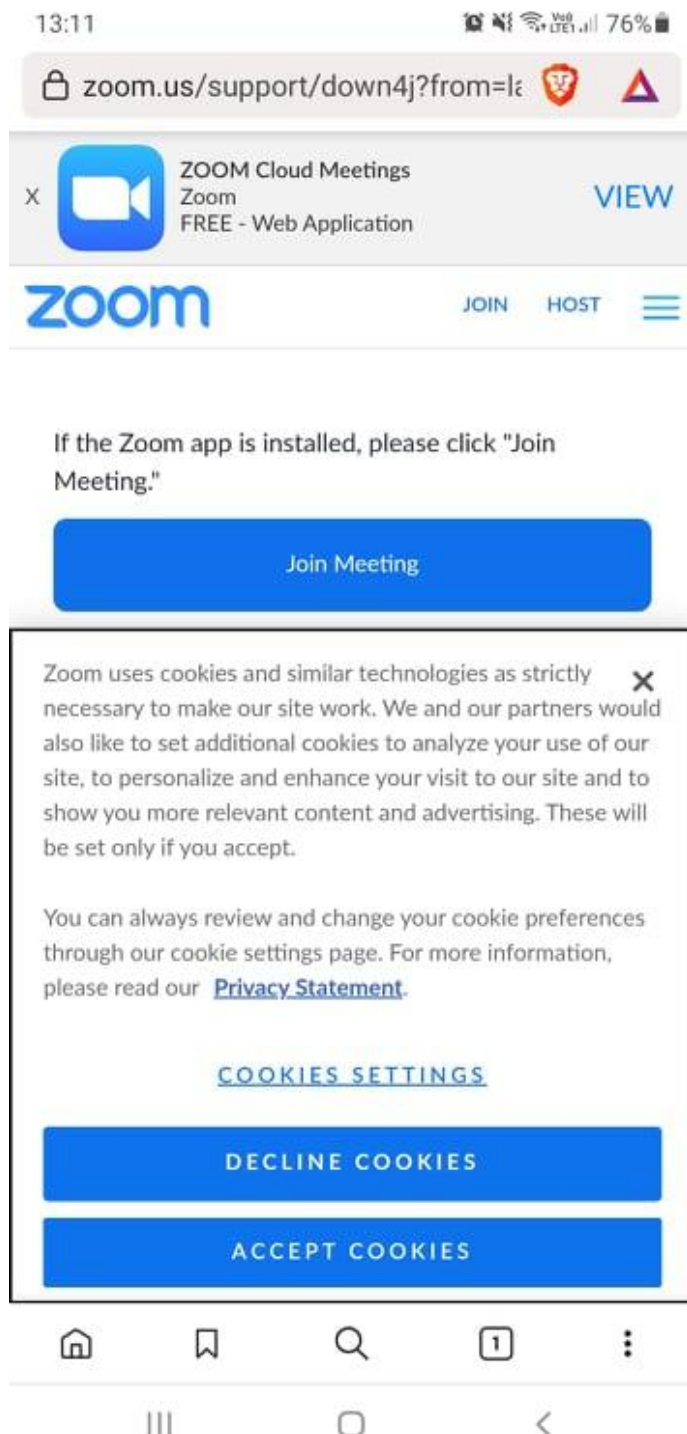 13:11
Vo)) LTE1 76%
zoom.us/support/down4j?from=la
X
ZOOM Cloud Meetings
Zoom
FREE - Web Application
VIEW
zoom
JOIN HOST
If the Zoom app is installed, please click "Join
Meeting."
Join Meeting
Zoom uses cookies and similar technologies as strictly
necessary to make our site work. We and our partners would
also like to set additional cookies to analyze your use of our
site, to personalize and enhance your visit to our site and to
show you more relevant content and advertising. These will
be set only if you accept.
You can always review and change your cookie preferences
through our cookie settings page. For more information,
please read our Privacy Statement.
COOKIES SETTINGS
DECLINE COOKIES
ACCEPT COOKIES
1